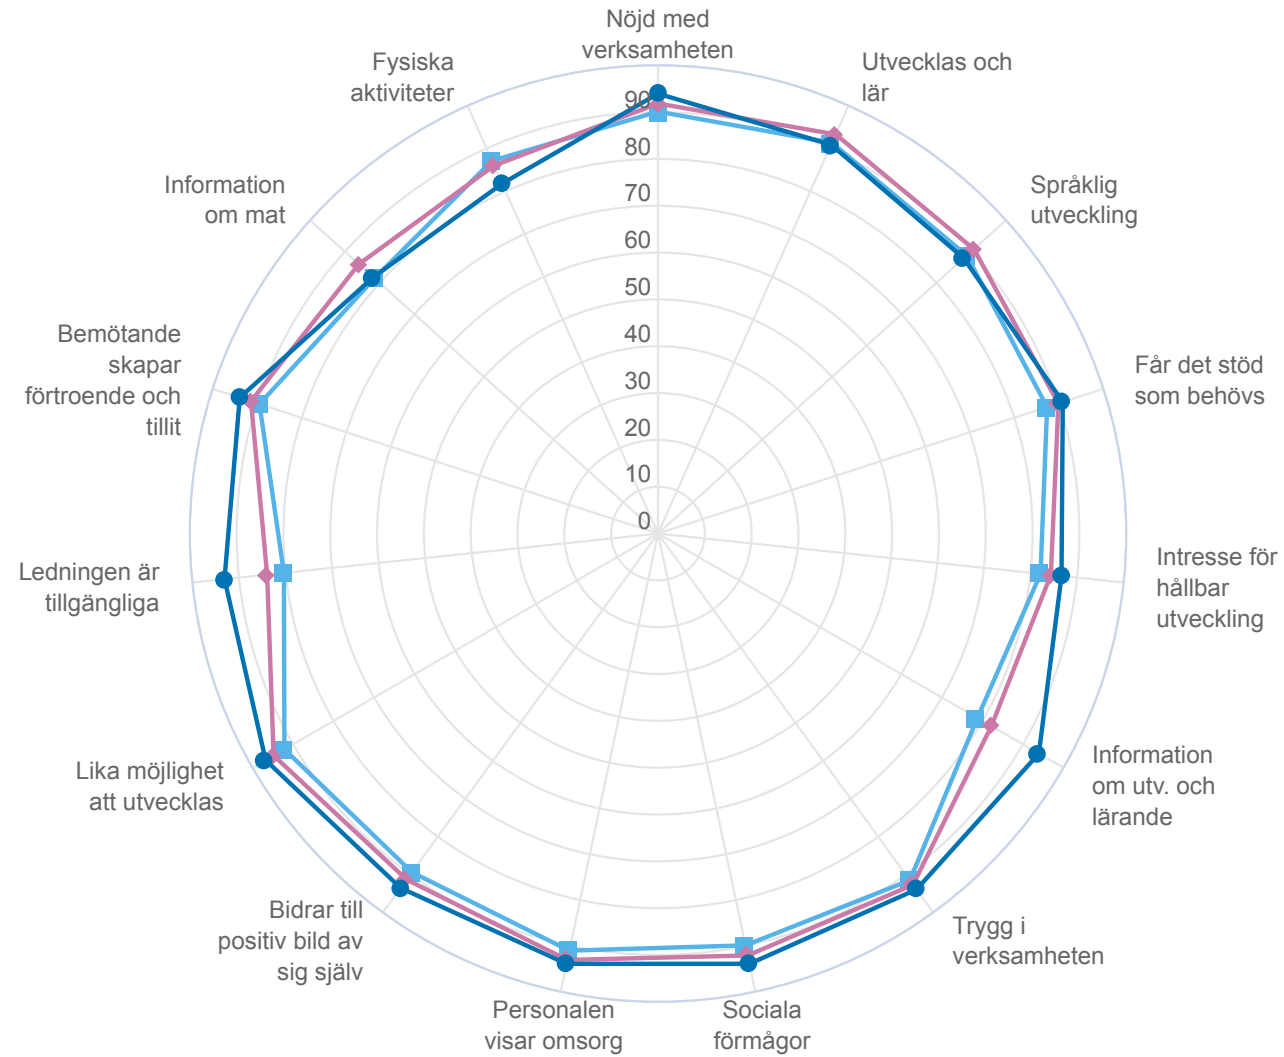 Nöjd med
verksamheten
Utvecklas och
lär
Språklig
utveckling
Får det stöd
som behövs
Intresse för
hållbar
utveckling
Information
om utv. och
lärande
Trygg i
verksamheten
Sociala
förmågor
Personalen
visar omsorg
Bidrar till
positiv bild av
sig själv
Lika möjlighet
att utvecklas
Ledningen är
tillgängliga
Bemötande
skapar
förtroende och
tillit
Information
om mat
Fysiska
aktiviteter
90
80
70
60
50
40
30
20
10
0